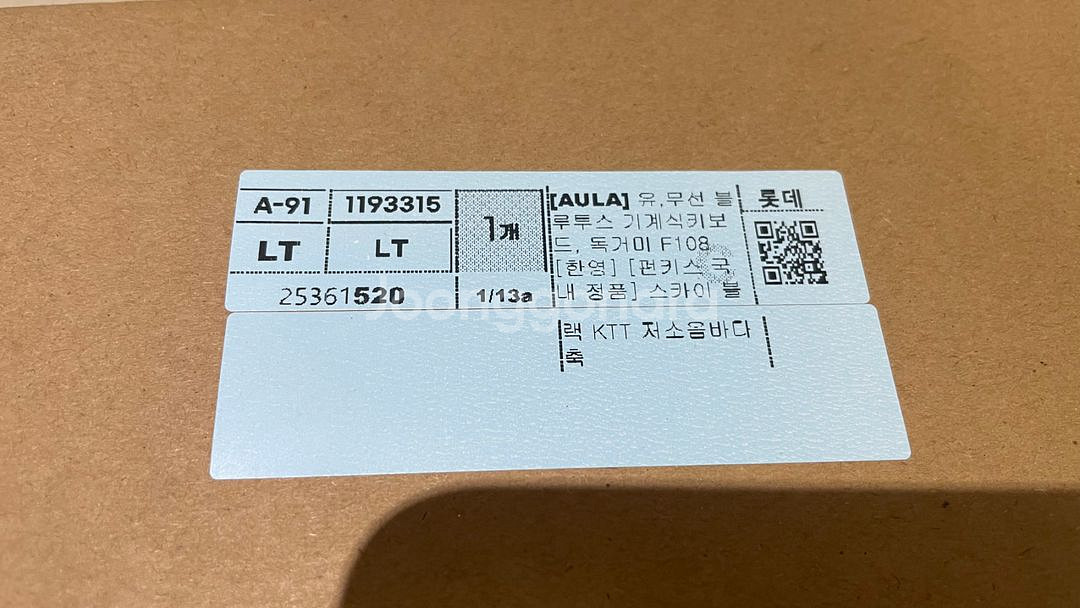 A-91 1193315
LT LT
1개
25361520
1/13a
[AULA] 유,무선 블
루투스 기계식키보
드, 독거미 F108
[한영] [펀키스 국
내 정품] 스카이 블
랙 KTT 저소음바다
축
롯데
Joonggonara